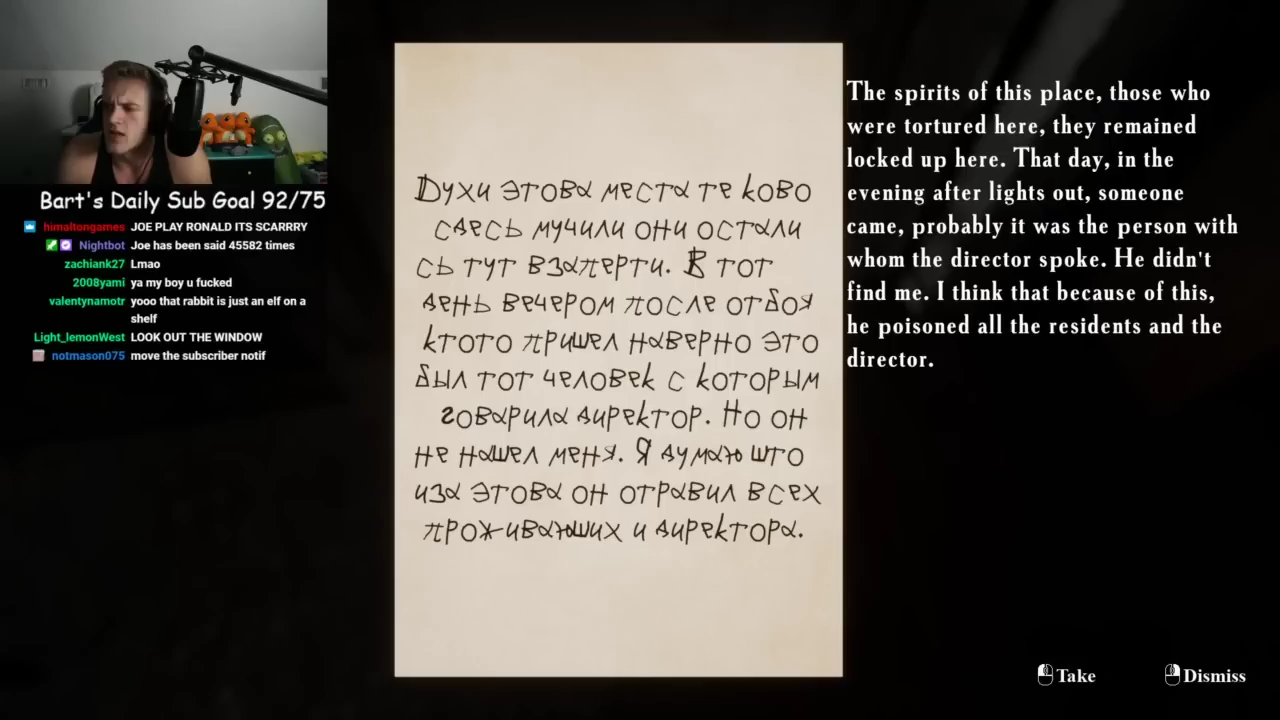 Bart's Daily Sub Goal 92/75
himaltongames JOE PLAY RONALD ITS SCARRRY
Nightbot Joe has been said 45582 times
zachiank27 Lmao
2008yami ya my boy u fucked
valentynamotr yooo that rabbit is just an elf on a
shelf
Light_lemonWest LOOK OUT THE WINDOW
notmason075 move the subscriber notif
Духи этова места те ково
сдесь мучили они остали
сь тут взаперти. В тот
день вечером после отбоя
ктото пришел наверно это
был тот человек с которым
говарила директор. Но он
не нашел меня. Я думаю што
иза этова он отравил всех
проживающих и директора.
The spirits of this place, those who
were tortured here, they remained
locked up here. That day, in the
evening after lights out, someone
came, probably it was the person with
whom the director spoke. He didn't
find me. I think that because of this,
he poisoned all the residents and the
director.
Take
Dismiss